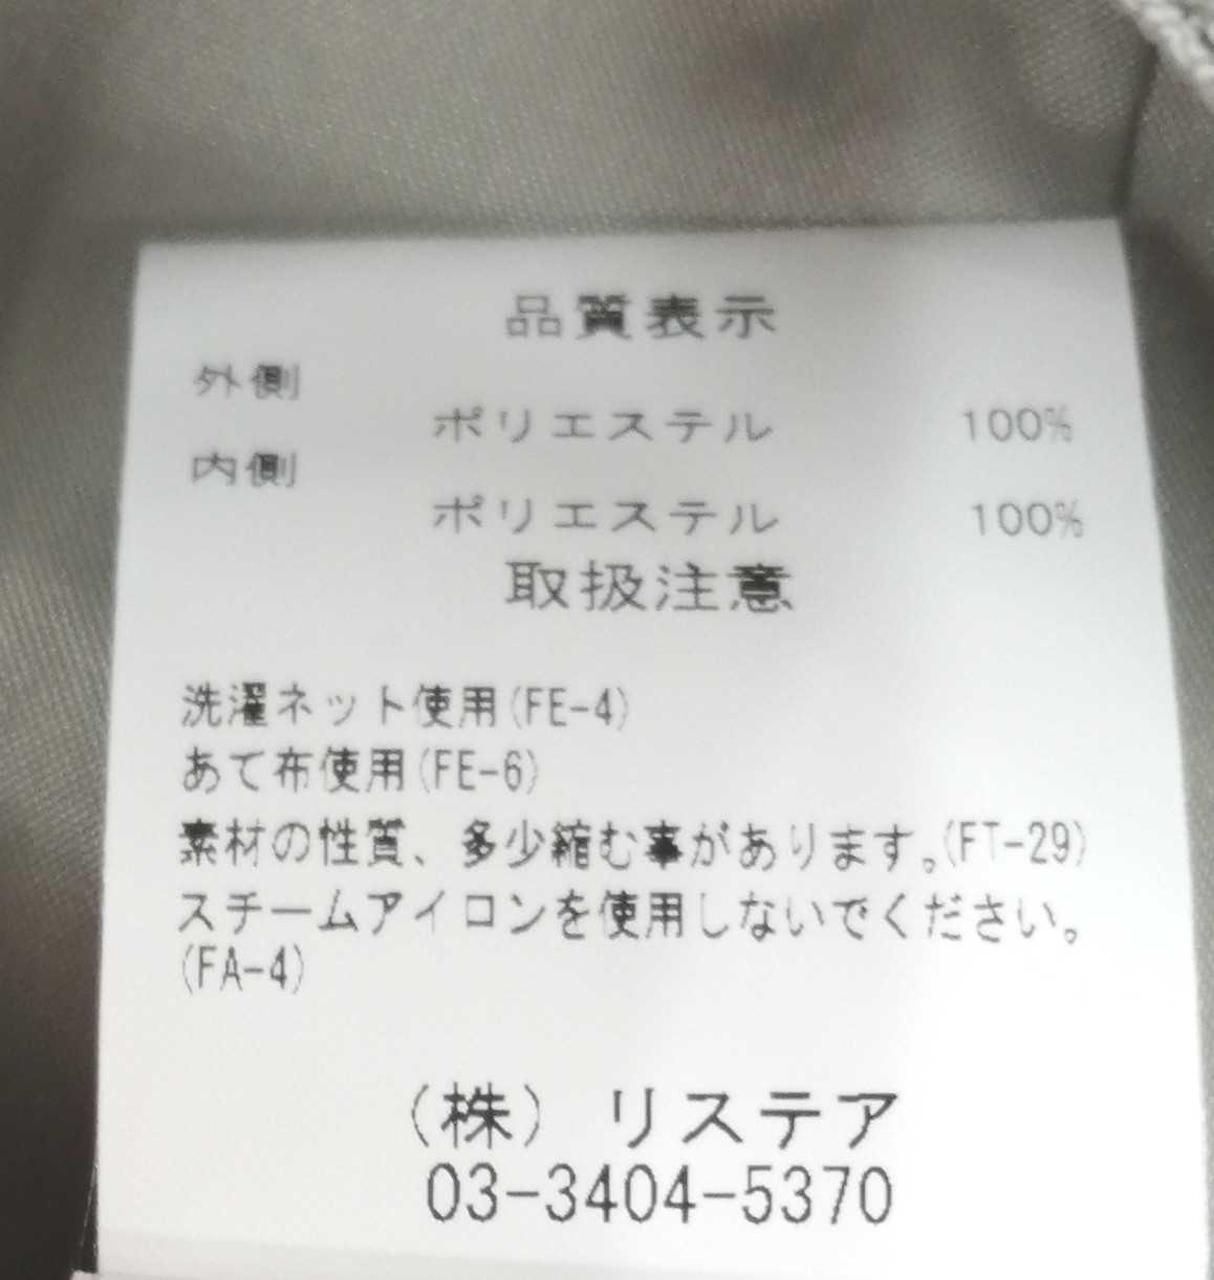 品質表示
外側
ポリエステル 100%
内側
ポリエステル 100%
取扱注意
洗濯ネット使用(FE-4)
あて布使用(FE-6)
素材の性質、多少縮む事があります。(FT-29)
スチームアイロンを使用しないでください。
(FA-4)
(株) リステア
03-3404-5370